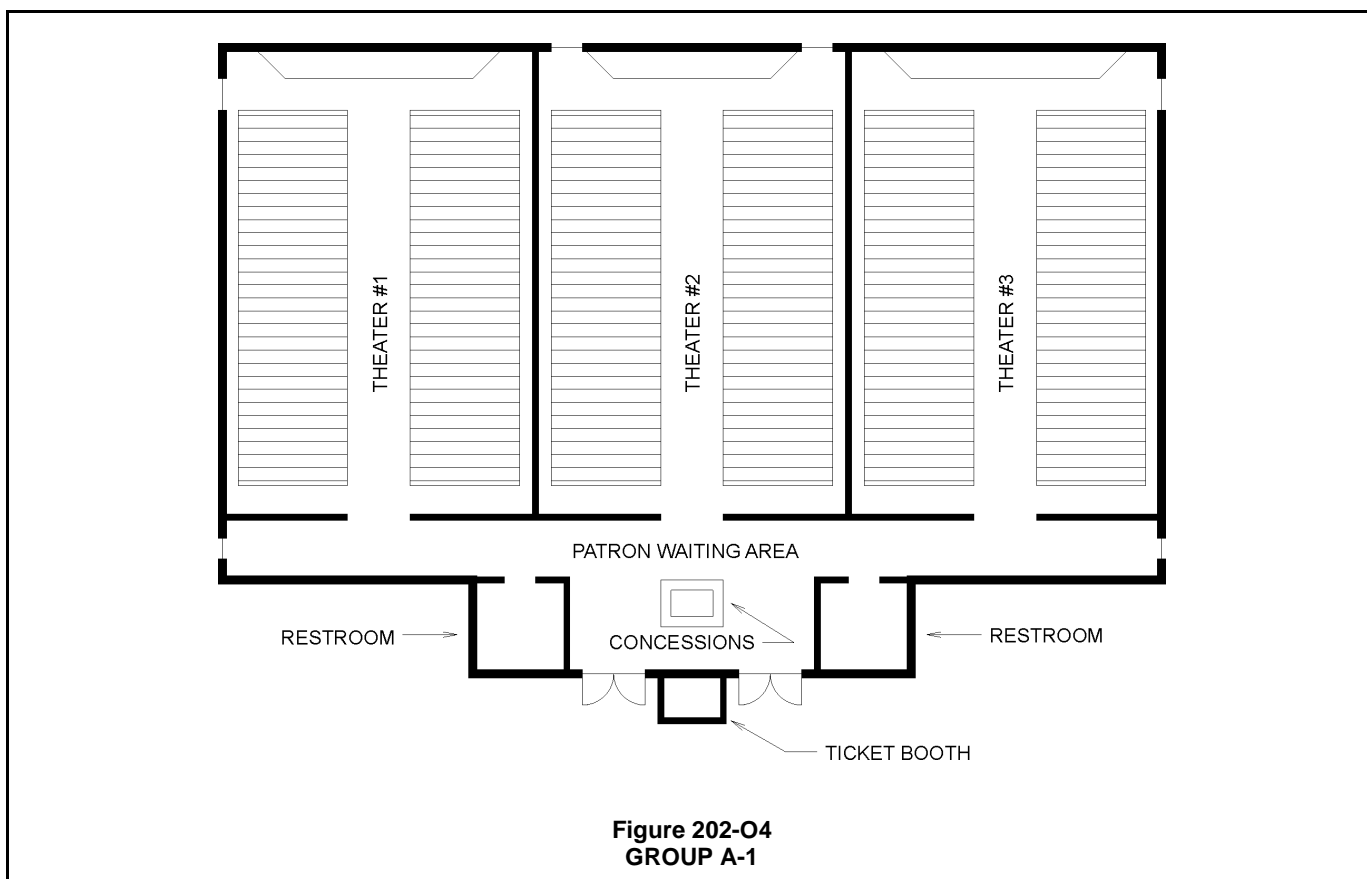 THEATER #1
THEATER #2
THEATER #3
PATRON WAITING AREA
RESTROOM
CONCESSIONS
RESTROOM
TICKET BOOTH
Figure 202-O4
GROUP A-1